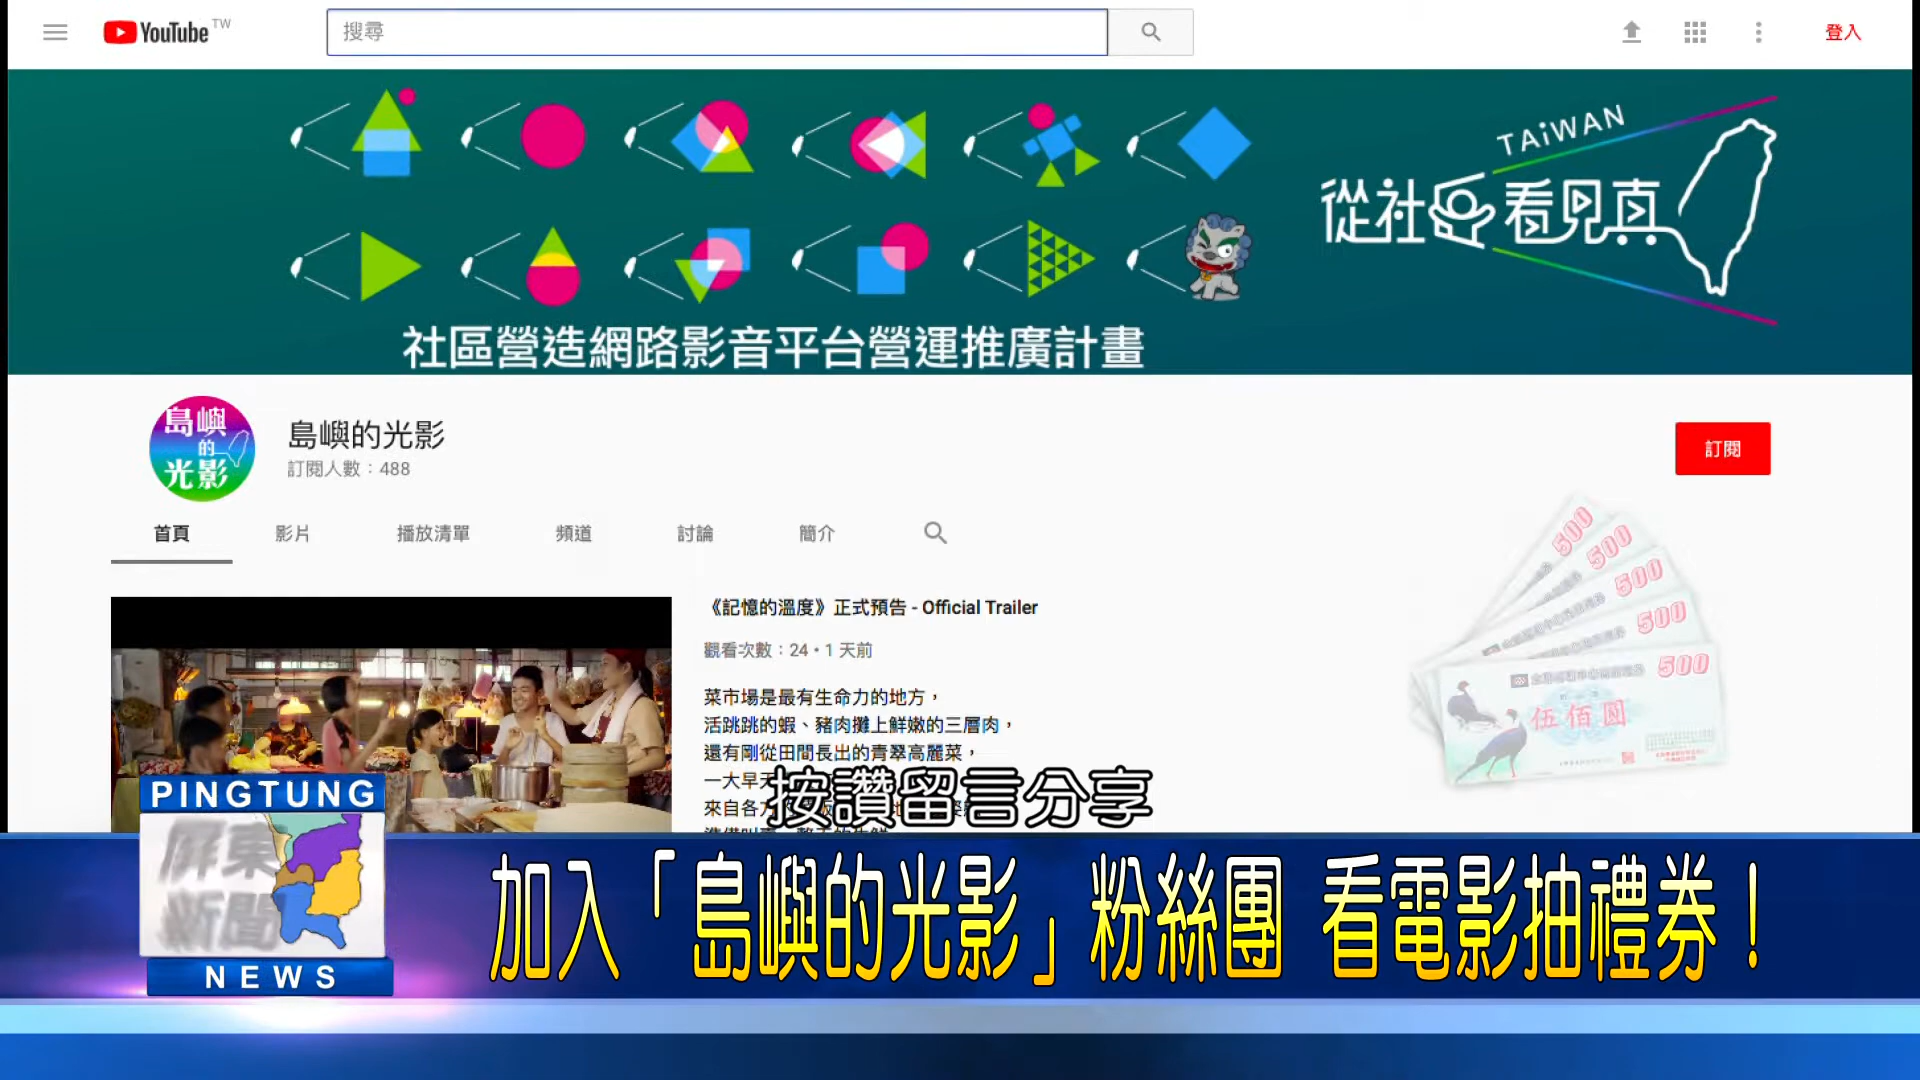 YouTube TW
搜尋
登入
TAiWAN
從社區看見真
社區營造網路影音平台營運推廣計畫
島嶼的光影
島嶼的光影
訂閱人數：488
訂閱
首頁
影片
播放清單
頻道
討論
簡介
《記憶的溫度》正式預告 - Official Trailer
觀看次數：24・1 天前
菜市場是最有生命力的地方，
活跳跳的蝦、豬肉攤上鮮嫩的三層肉，
還有剛從田間長出的青翠高麗菜，
一大早天
來自各方
500
500
500
500
500
伍佰圓
按讚留言分享
PINGTUNG
屏東
新聞
NEWS
加入「島嶼的光影」粉絲團 看電影抽禮券！